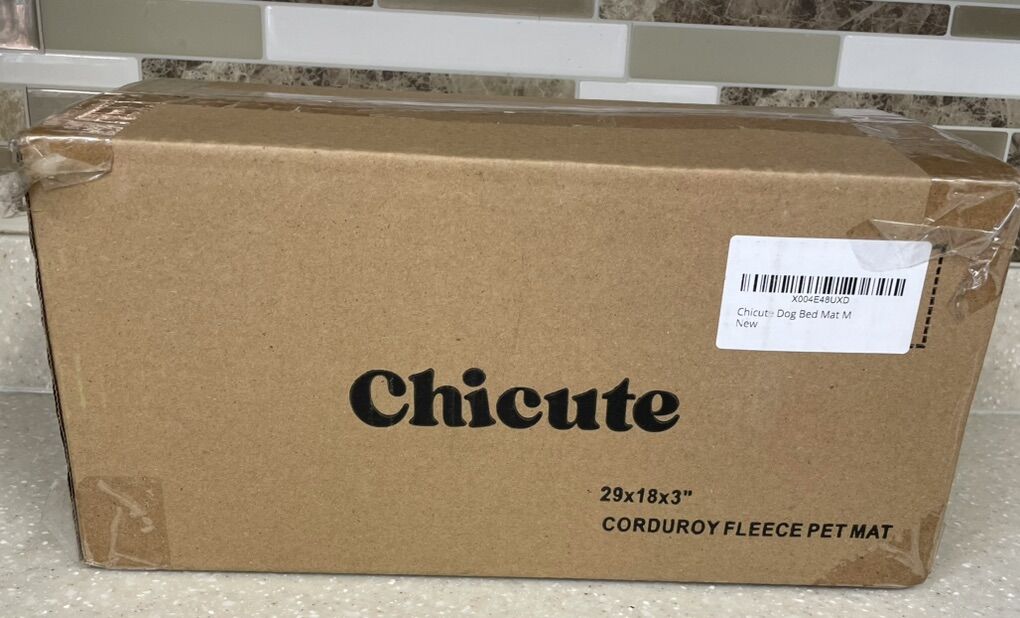 X004E48UXD
Chicute Dog Bed Mat M
New
Chicute
29x18x3"
CORDUROY FLEECE PET MAT